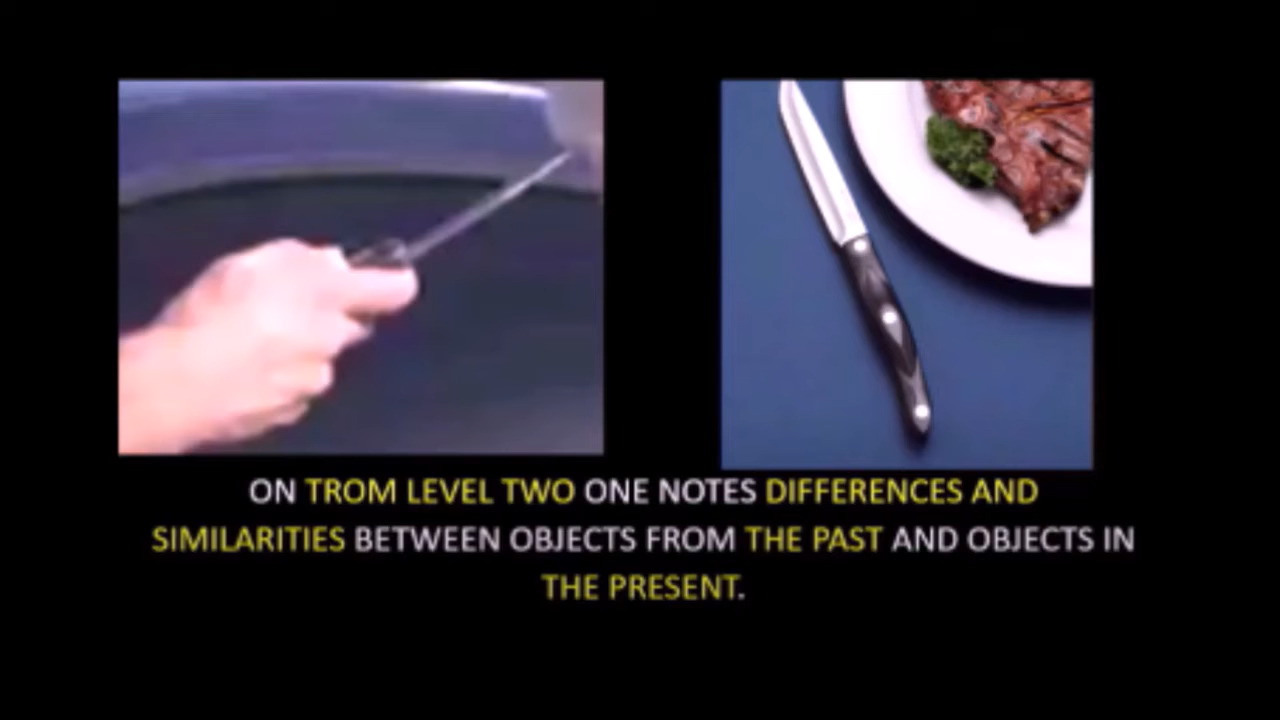 ON TROM LEVEL TWO ONE NOTES DIFFERENCES AND
SIMILARITIES BETWEEN OBJECTS FROM THE PAST AND OBJECTS IN
THE PRESENT.